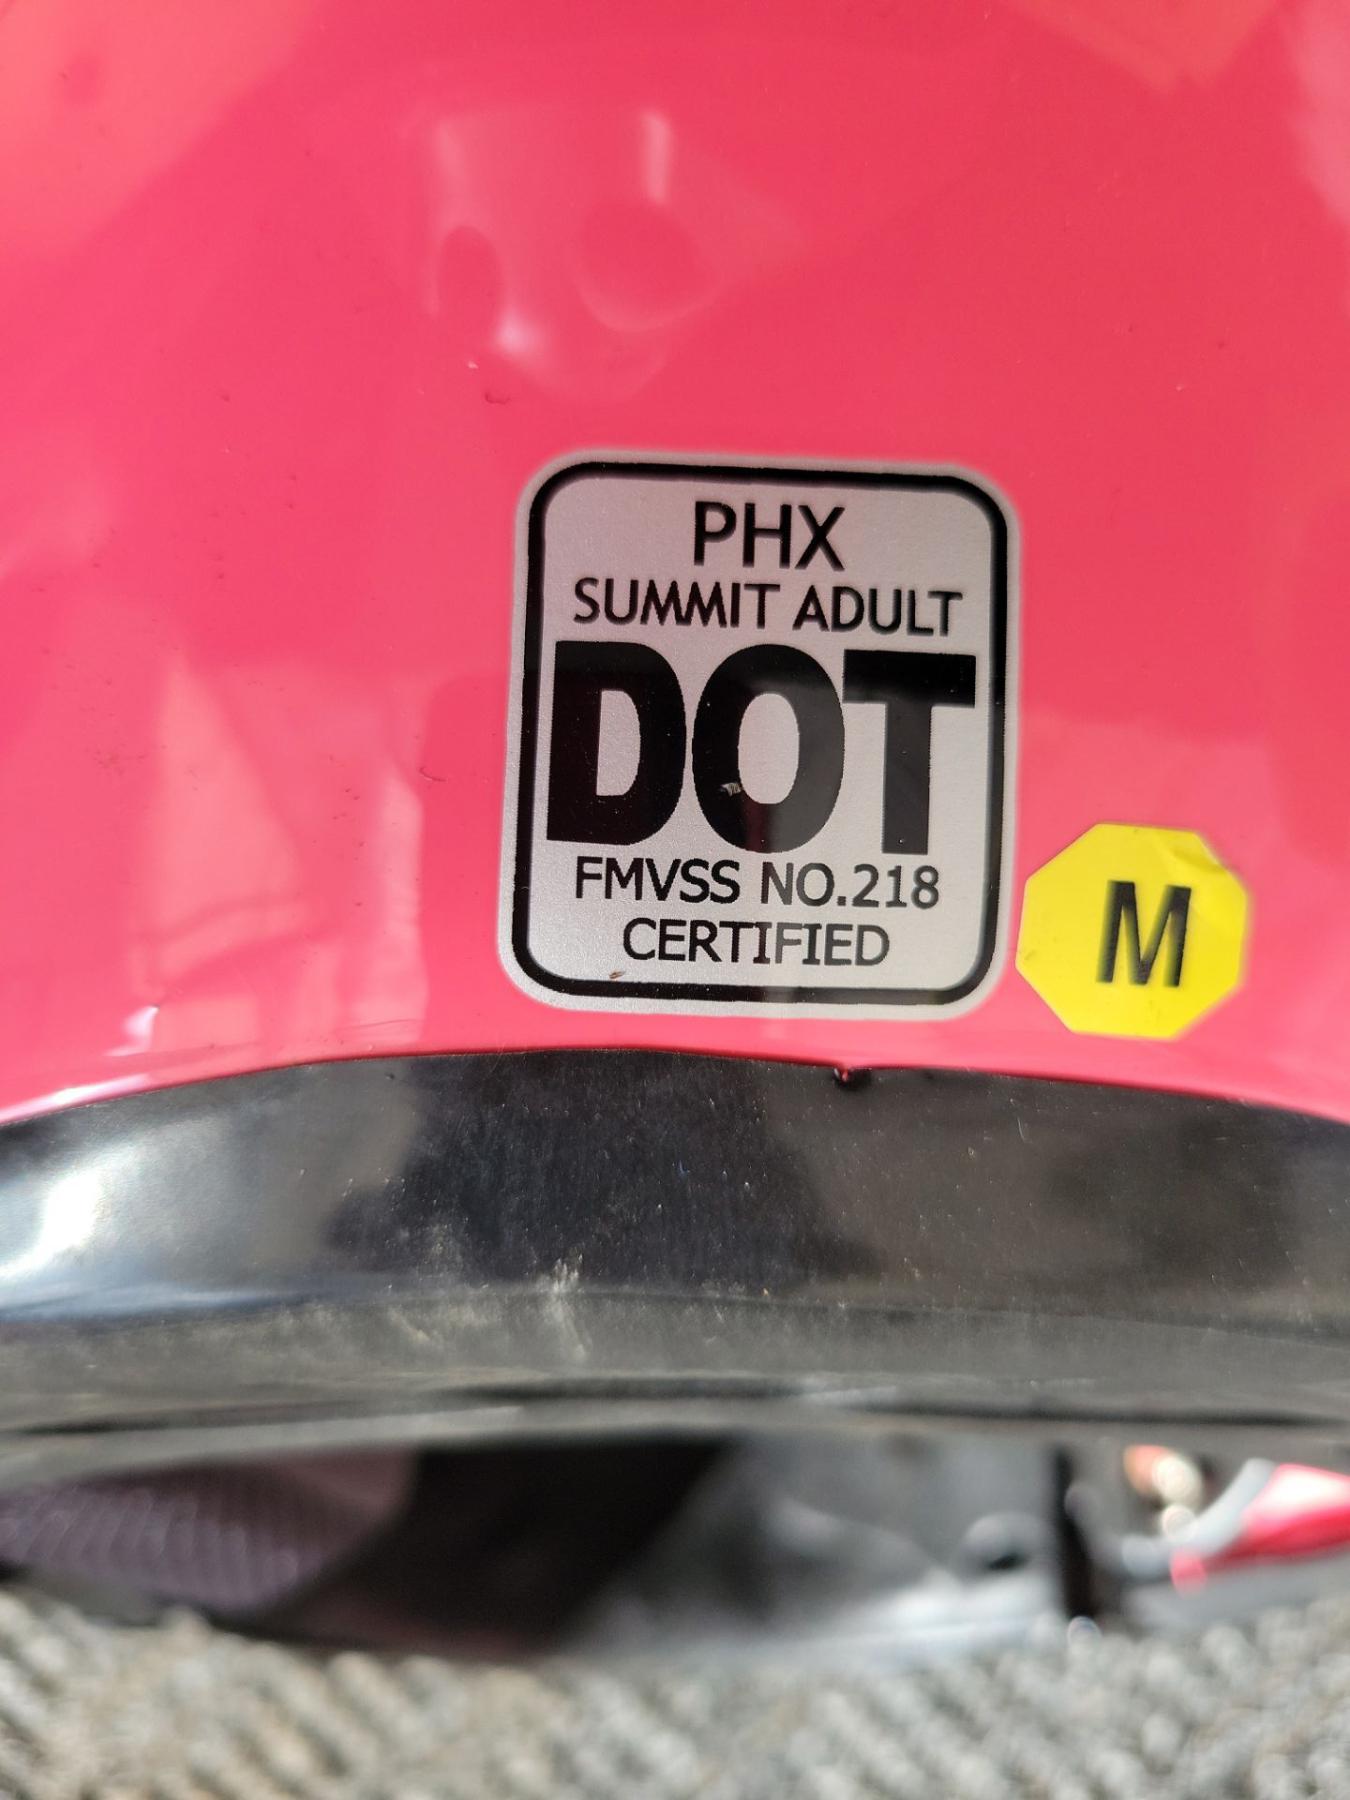 PHX
SUMMIT ADULT
DOT
FMVSS NO.218
CERTIFIED
M